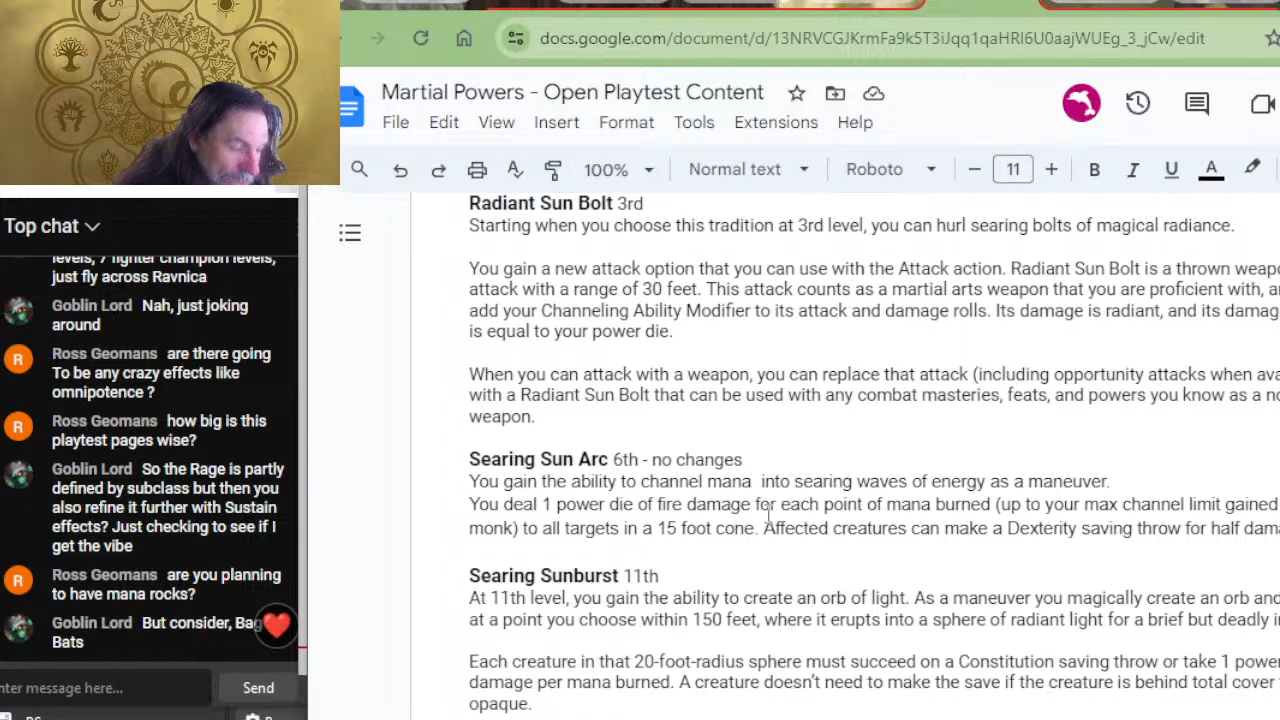 docs.google.com/document/d/13NRVCGJKrmFa9k5T3iJqq1qaHRl6U0aajWUEg_3_jCw/edit
Martial Powers - Open Playtest Content
File Edit View Insert Format Tools Extensions Help
100% Normal text Roboto 11 B I U A
Top chat
levels, 7 fighter champion levels,
just fly across Ravnica
Goblin Lord Nah, just joking
around
R Ross Geomans are there going
To be any crazy effects like
omnipotence ?
R Ross Geomans how big is this
playtest pages wise?
Goblin Lord So the Rage is partly
defined by subclass but then you
also refine it further with Sustain
effects? Just checking to see if I
get the vibe
R Ross Geomans are you planning
to have mana rocks?
Goblin Lord But consider, Bag
Bats
nter message here...
Send
Radiant Sun Bolt 3rd
Starting when you choose this tradition at 3rd level, you can hurl searing bolts of magical radiance.
You gain a new attack option that you can use with the Attack action. Radiant Sun Bolt is a thrown weapo
attack with a range of 30 feet. This attack counts as a martial arts weapon that you are proficient with, a
add your Channeling Ability Modifier to its attack and damage rolls. Its damage is radiant, and its damag
is equal to your power die.
When you can attack with a weapon, you can replace that attack (including opportunity attacks when ava
with a Radiant Sun Bolt that can be used with any combat masteries, feats, and powers you know as a no
weapon.
Searing Sun Arc 6th - no changes
You gain the ability to channel mana into searing waves of energy as a maneuver.
You deal 1 power die of fire damage for each point of mana burned (up to your max channel limit gained
monk) to all targets in a 15 foot cone. Affected creatures can make a Dexterity saving throw for half dama
Searing Sunburst 11th
At 11th level, you gain the ability to create an orb of light. As a maneuver you magically create an orb and
at a point you choose within 150 feet, where it erupts into a sphere of radiant light for a brief but deadly i
Each creature in that 20-foot-radius sphere must succeed on a Constitution saving throw or take 1 power
damage per mana burned. A creature doesn't need to make the save if the creature is behind total cover
opaque.